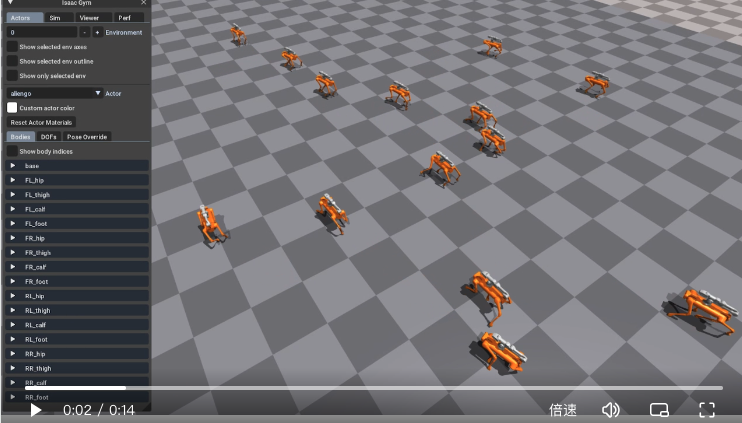 Isaac Gym
Actors Sim Viewer Perf
0 - + Environment
Show selected env axes
Show selected env outline
Show only selected env
aliengo Actor
Custom actor color
Reset Actor Materials
Bodies DOFs Pose Override
Show body indices
base
FL_hip
FL_thigh
FL_calf
FL_foot
FR_hip
FR_thigh
FR_calf
FR_foot
RL_hip
RL_thigh
RL_calf
RL_foot
RR_hip
RR_thigh
RR_calf
RR_foot
0:02 / 0:14 倍速